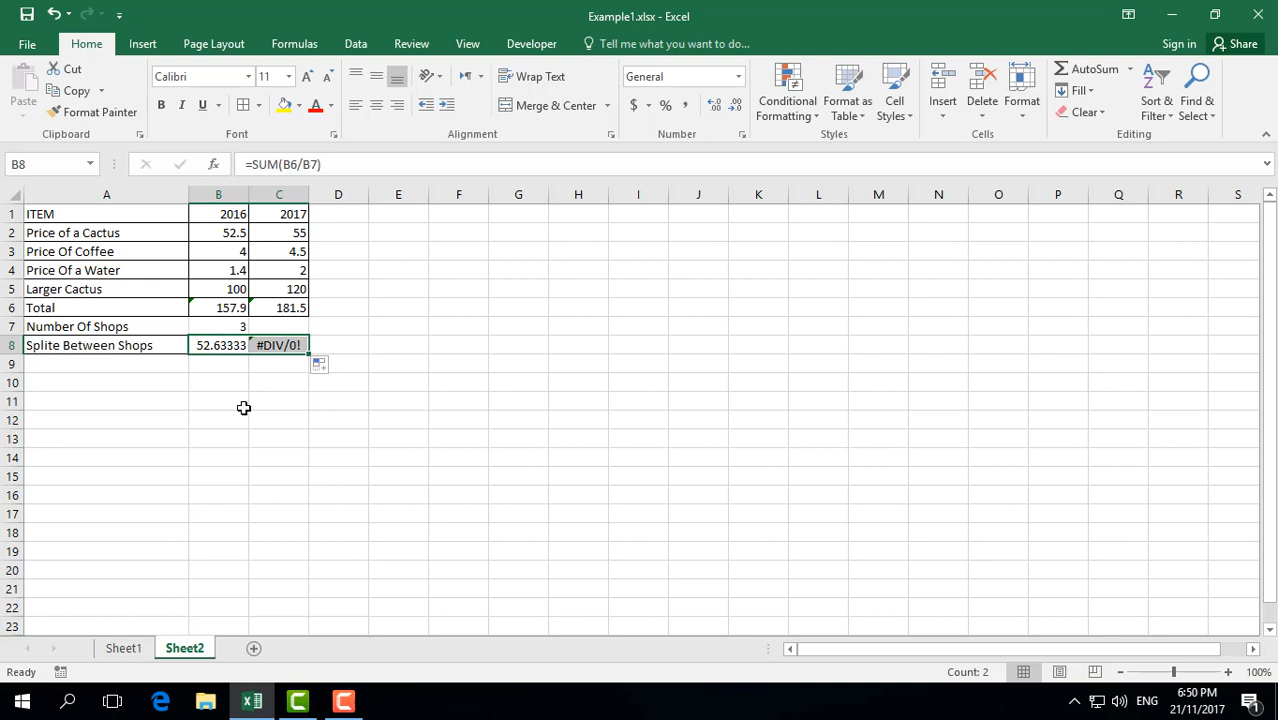 Example1.xlsx - Excel
File Home Insert Page Layout Formulas Data Review View Developer Tell me what you want to do... Sign in Share
Paste Cut Copy Format Painter
Calibri 11
B I U
Wrap Text
Merge & Center
General
$ % ,
Conditional Formatting Format as Table Cell Styles
Insert Delete Format
AutoSum Fill Clear
Sort & Filter Find & Select
Clipboard Font Alignment Number Styles Cells Editing
B8 fx =SUM(B6/B7)
A B C D E F G H I J K L M N O P Q R S
1 ITEM 2016 2017
2 Price of a Cactus 52.5 55
3 Price Of Coffee 4 4.5
4 Price Of a Water 1.4 2
5 Larger Cactus 100 120
6 Total 157.9 181.5
7 Number Of Shops 3
8 Splite Between Shops 52.63333 #DIV/0!
9
10
11
12
13
14
15
16
17
18
19
20
21
22
23
Sheet1 Sheet2
Ready Count: 2 100%
ENG 6:50 PM
21/11/2017 1